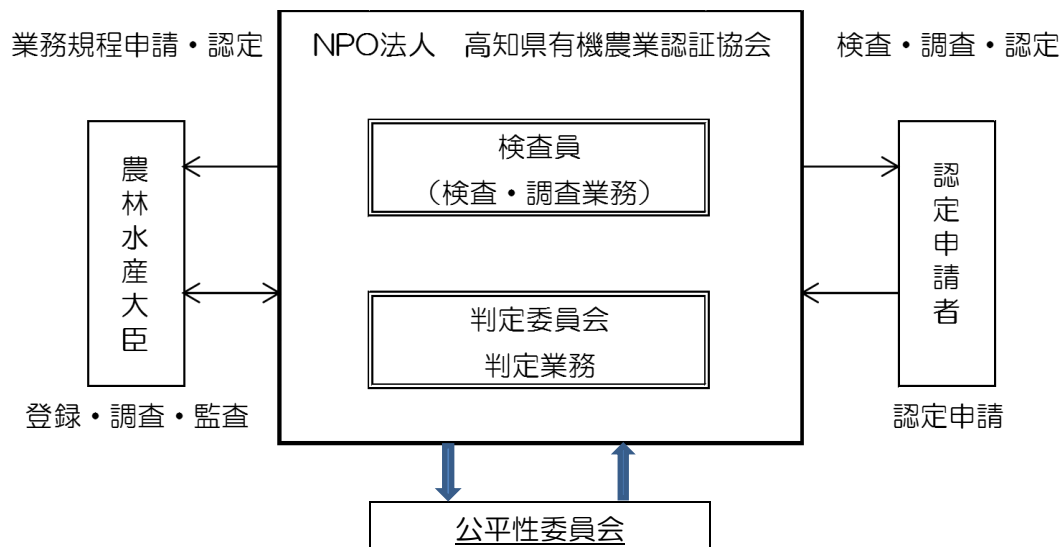 業務規程申請・認定
NPO法人　高知県有機農業認証協会
検査・調査・認定
農林水産大臣
検査員
（検査・調査業務）
認定申請者
判定委員会
判定業務
登録・調査・監査
認定申請
公平性委員会